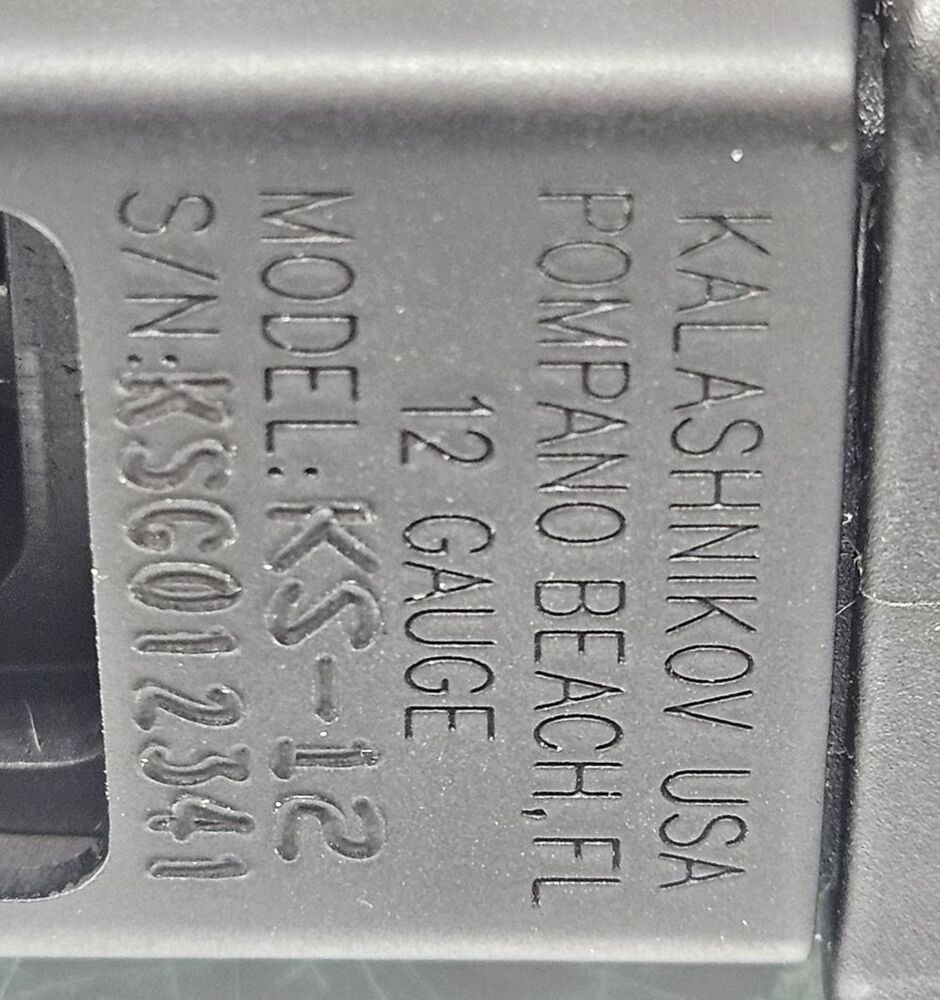 KALASHNIKOV USA
POMPANO BEACH, FL
12 GAUGE
MODEL: KS-12
S/N:KSG012341